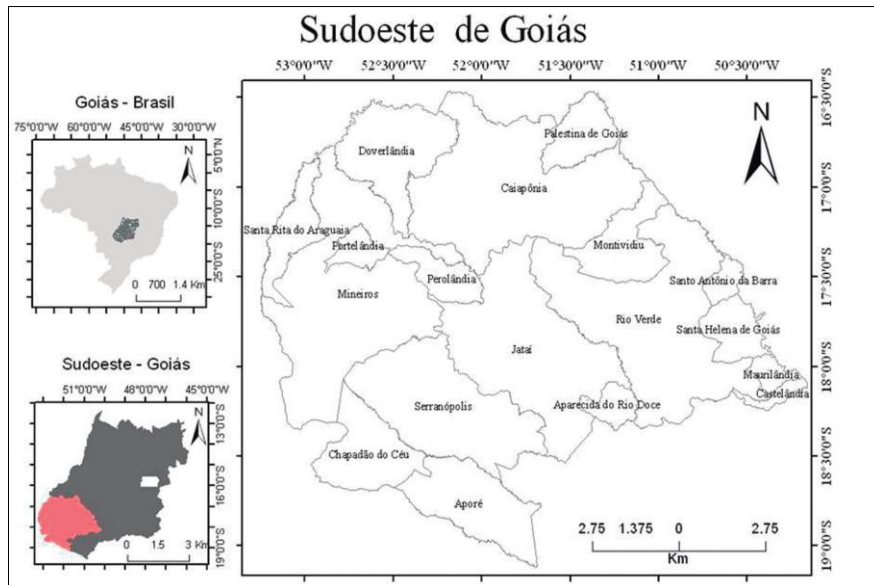 Sudoeste de Goiás
Goiás - Brasil
75°0'0"W 60°0'0"W 45°0'0"W 30°0'0"W
N
5°0'0"N
10°0'0"S
25°0'0"S
0 700 1.4 Km
Sudoeste - Goiás
51°0'0"W 48°0'0"W 45°0'0"W
N
13°0'0"S
16°0'0"S
19°0'0"S
0 1.5 3 Km
53°0'0"W 52°30'0"W 52°0'0"W 51°30'0"W 51°0'0"W 50°30'0"W
16°30'0"S
17°0'0"S
17°30'0"S
18°0'0"S
18°30'0"S
19°0'0"S
N
Palestina de Goiás
Doverlândia
Caiapônia
Santa Rita do Araguaia
Portelândia
Montividiu
Perolândia
Santo Antônio da Barra
Mineiros
Rio Verde
Santa Helena de Goiás
Jataí
Maurilândia
Castelândia
Serranópolis
Aparecida do Rio Doce
Chapadão do Céu
Aporé
2.75 1.375 0 2.75
Km